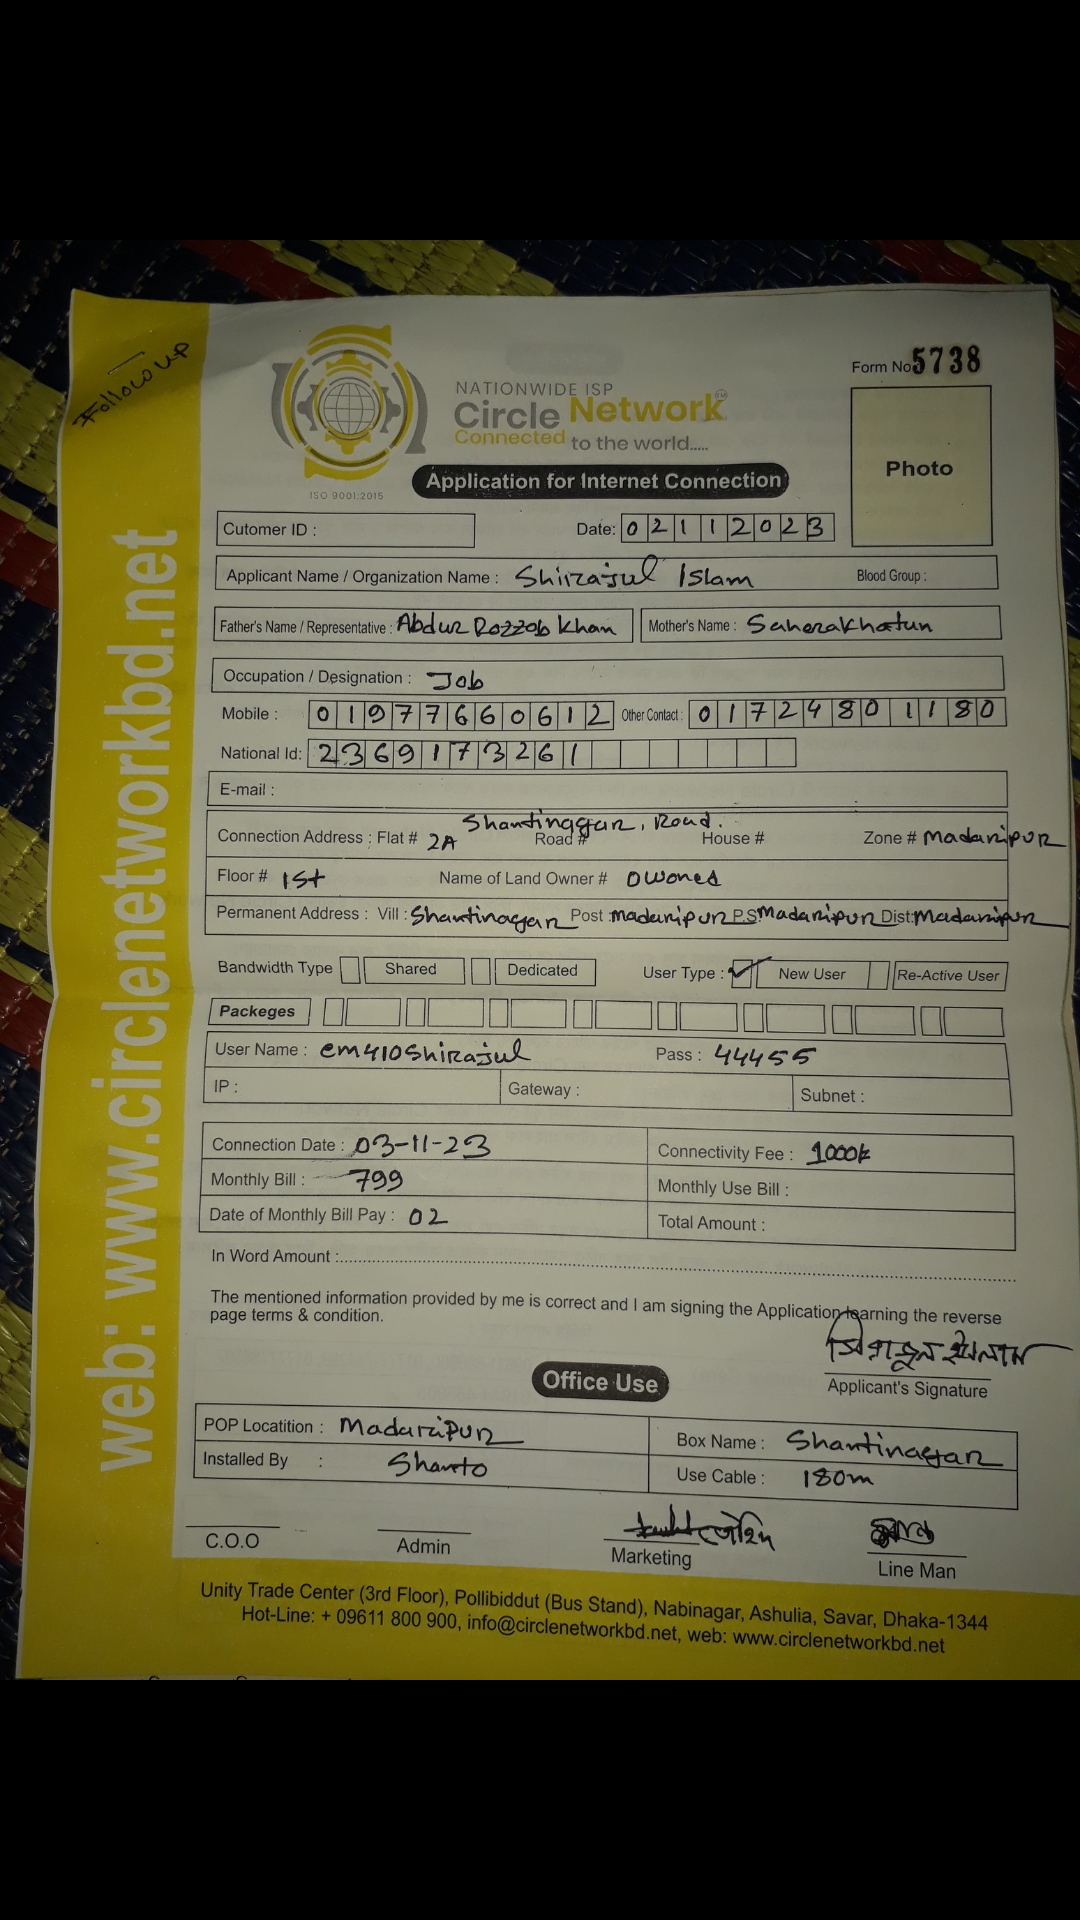 Follow up
NATIONWIDE ISP
Circle Network TM
Connected to the world.....
ISO 9001:2015
Form No 5738
Photo
Application for Internet Connection
Cutomer ID :
Date: 02112023
Applicant Name / Organization Name : Shirajul Islam Blood Group :
Father's Name / Representative : Abdur Rozzob Khan Mother's Name : Saherakhatun
Occupation / Designation : Job
Mobile : 01977660612 Other Contact : 01724801180
National Id: 2369173261
E-mail :
Shantinagar, Road.
Connection Address : Flat # 2A Road # House # Zone # Madaripur
Floor # 1st Name of Land Owner # Owoned
Permanent Address : Vill : Shantinagar Post : Madaripur P.S: Madaripur Dist: Madaripur
Bandwidth Type Shared Dedicated User Type : ✓ New User Re-Active User
Packeges
User Name : em410shirajul Pass : 44455
IP : Gateway : Subnet :
Connection Date : 03-11-23 Connectivity Fee : 1000/=
Monthly Bill : 799 Monthly Use Bill :
Date of Monthly Bill Pay : 02 Total Amount :
In Word Amount :
The mentioned information provided by me is correct and I am signing the Application learning the reverse
page terms & condition.
সিরাজুল ইসলাম
Applicant's Signature
Office Use
POP Locatition : Madaripur Box Name : Shantinagar
Installed By : Shanto Use Cable : 180m
C.O.O Admin Marketing Line Man
Unity Trade Center (3rd Floor), Pollibiddut (Bus Stand), Nabinagar, Ashulia, Savar, Dhaka-1344
Hot-Line: + 09611 800 900, info@circlenetworkbd.net, web: www.circlenetworkbd.net
web: www.circlenetworkbd.net